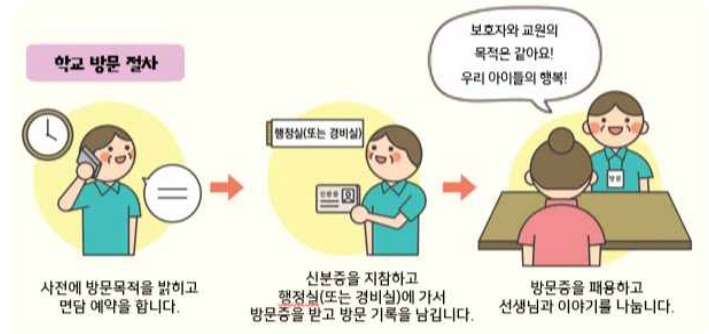 학교 방문 절사
보호자와 교원의
목적은 같아요!
우리 아이들의 행복!
행정실(또는 경비실)
신분증
방문
사전에 방문목적을 밝히고
면담 예약을 합니다.
신분증을 지참하고
행정실(또는 경비실)에 가서
방문증을 받고 방문 기록을 남깁니다.
방문증을 패용하고
선생님과 이야기를 나눕니다.